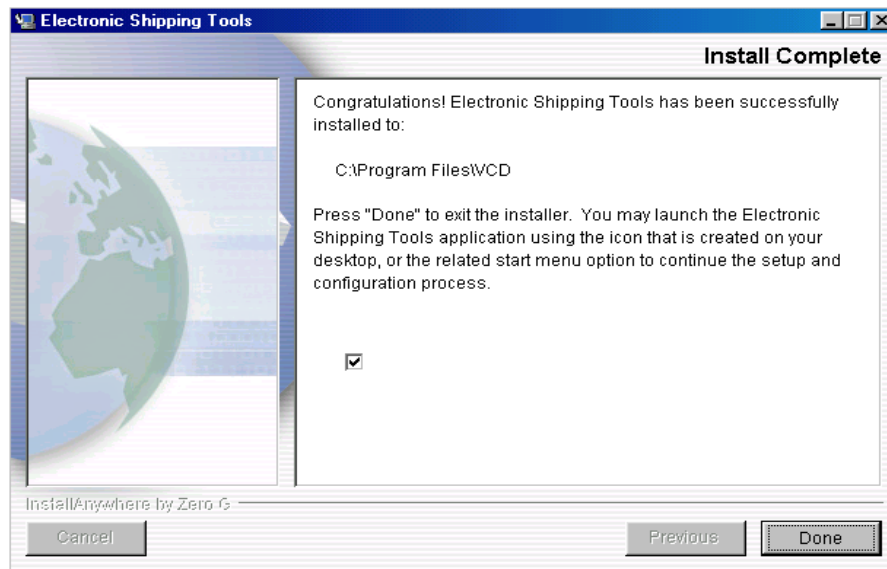 Electronic Shipping Tools
Install Complete
Congratulations! Electronic Shipping Tools has been successfully
installed to:
C:\Program Files\VCD
Press "Done" to exit the installer. You may launch the Electronic
Shipping Tools application using the icon that is created on your
desktop, or the related start menu option to continue the setup and
configuration process.
InstallAnywhere by Zero G
Cancel
Previous
Done